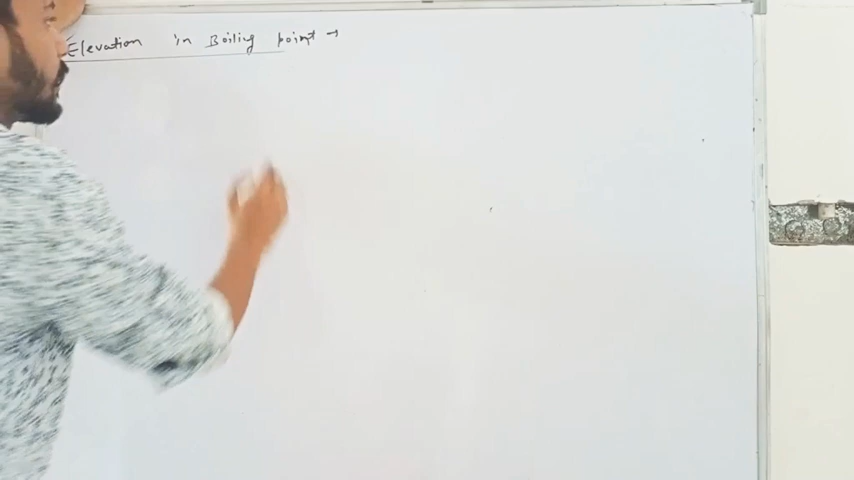 Elevation in Boiling point →